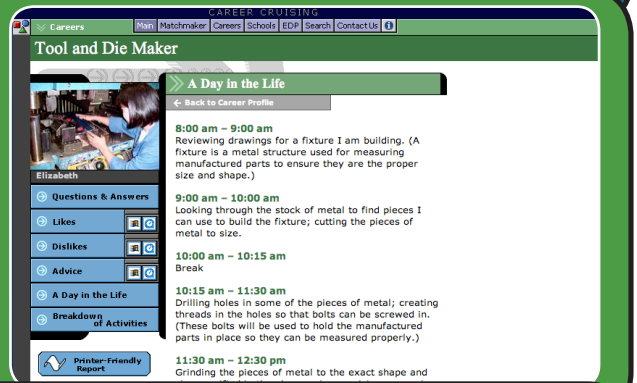 CAREER CRUISING
Careers
Main Matchmaker Careers Schools EDP Search Contact Us
Tool and Die Maker
A Day in the Life
Back to Career Profile
Elizabeth
Questions & Answers
Likes
Dislikes
Advice
A Day in the Life
Breakdown
of Activities
Printer-Friendly
Report
8:00 am – 9:00 am
Reviewing drawings for a fixture I am building. (A
fixture is a metal structure used for measuring
manufactured parts to ensure they are the proper
size and shape.)
9:00 am – 10:00 am
Looking through the stock of metal to find pieces I
can use to build the fixture; cutting the pieces of
metal to size.
10:00 am – 10:15 am
Break
10:15 am – 11:30 am
Drilling holes in some of the pieces of metal; creating
threads in the holes so that bolts can be screwed in.
(These bolts will be used to hold the manufactured
parts in place so they can be measured properly.)
11:30 am – 12:30 pm
Grinding the pieces of metal to the exact shape and